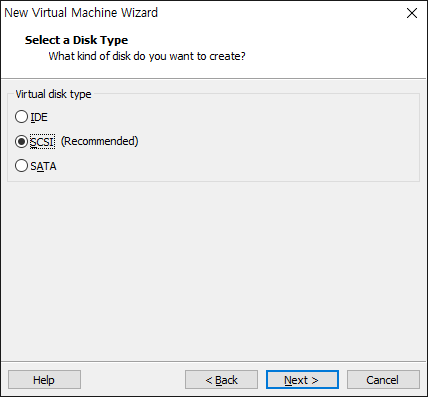 New Virtual Machine Wizard
Select a Disk Type
What kind of disk do you want to create?
Virtual disk type
IDE
SCSI (Recommended)
SATA
Help
< Back
Next >
Cancel